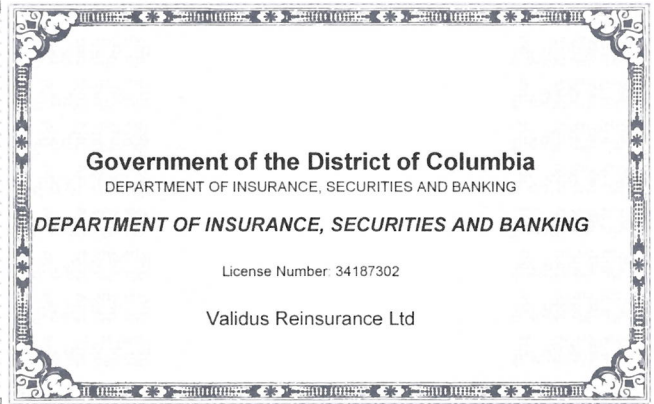 Government of the District of Columbia
DEPARTMENT OF INSURANCE, SECURITIES AND BANKING
DEPARTMENT OF INSURANCE, SECURITIES AND BANKING
License Number: 34187302
Validus Reinsurance Ltd